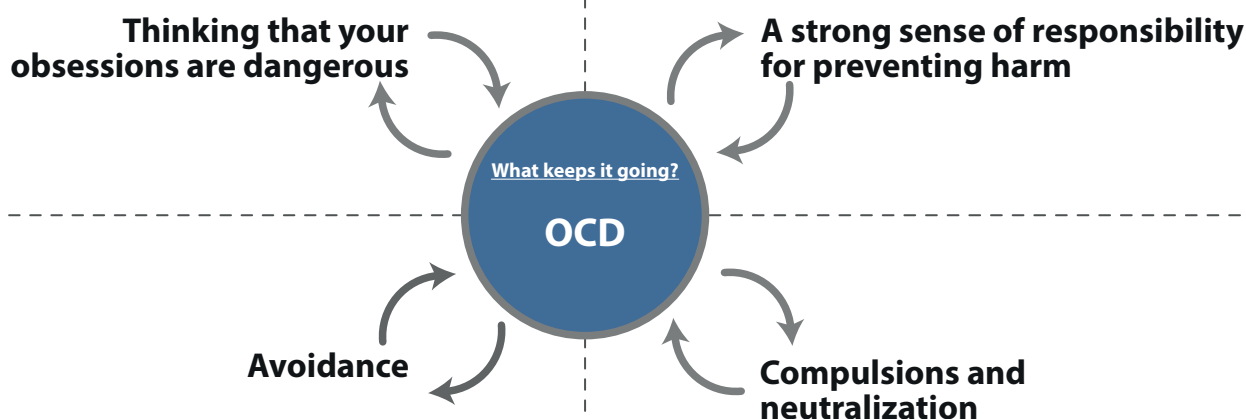 Thinking that your
obsessions are dangerous
A strong sense of responsibility
for preventing harm
What keeps it going?
OCD
Avoidance
Compulsions and
neutralization